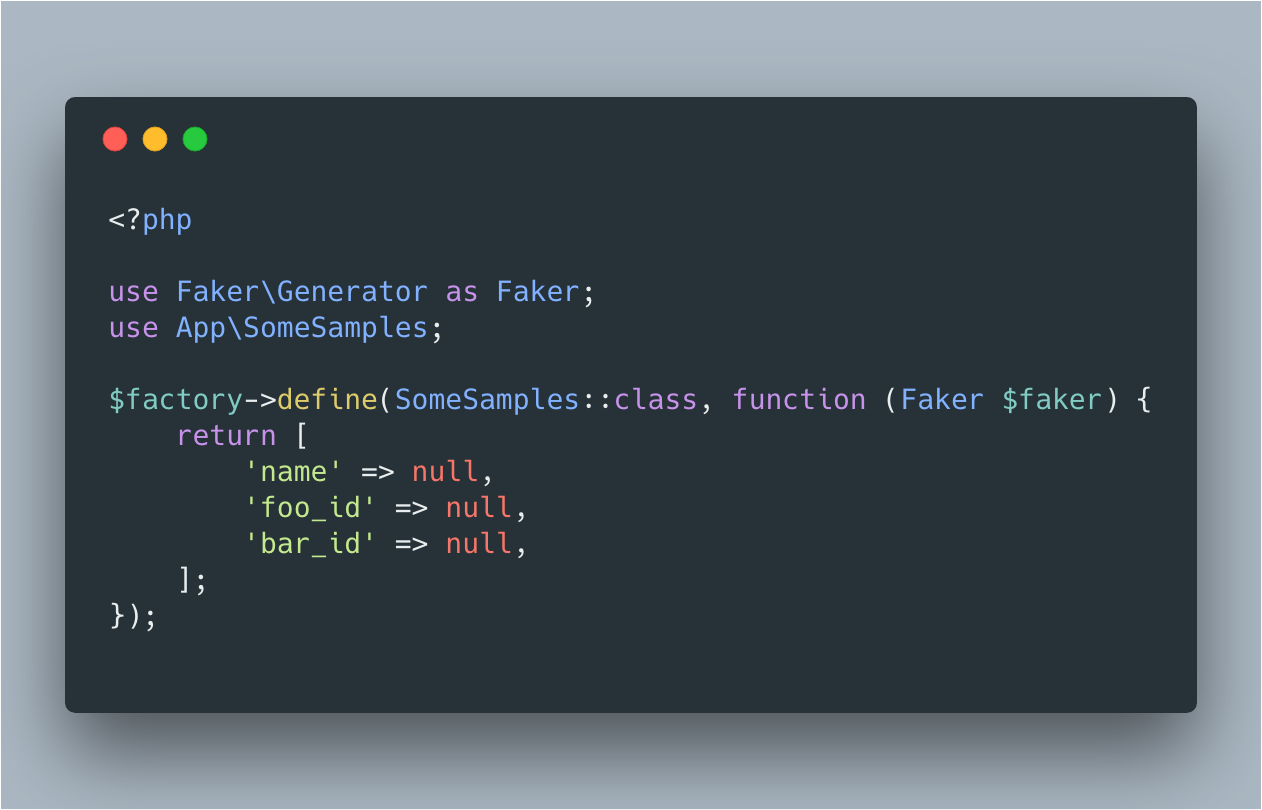 <?php

use Faker\Generator as Faker;
use App\SomeSamples;

$factory->define(SomeSamples::class, function (Faker $faker) {
    return [
        'name' => null,
        'foo_id' => null,
        'bar_id' => null,
    ];
});